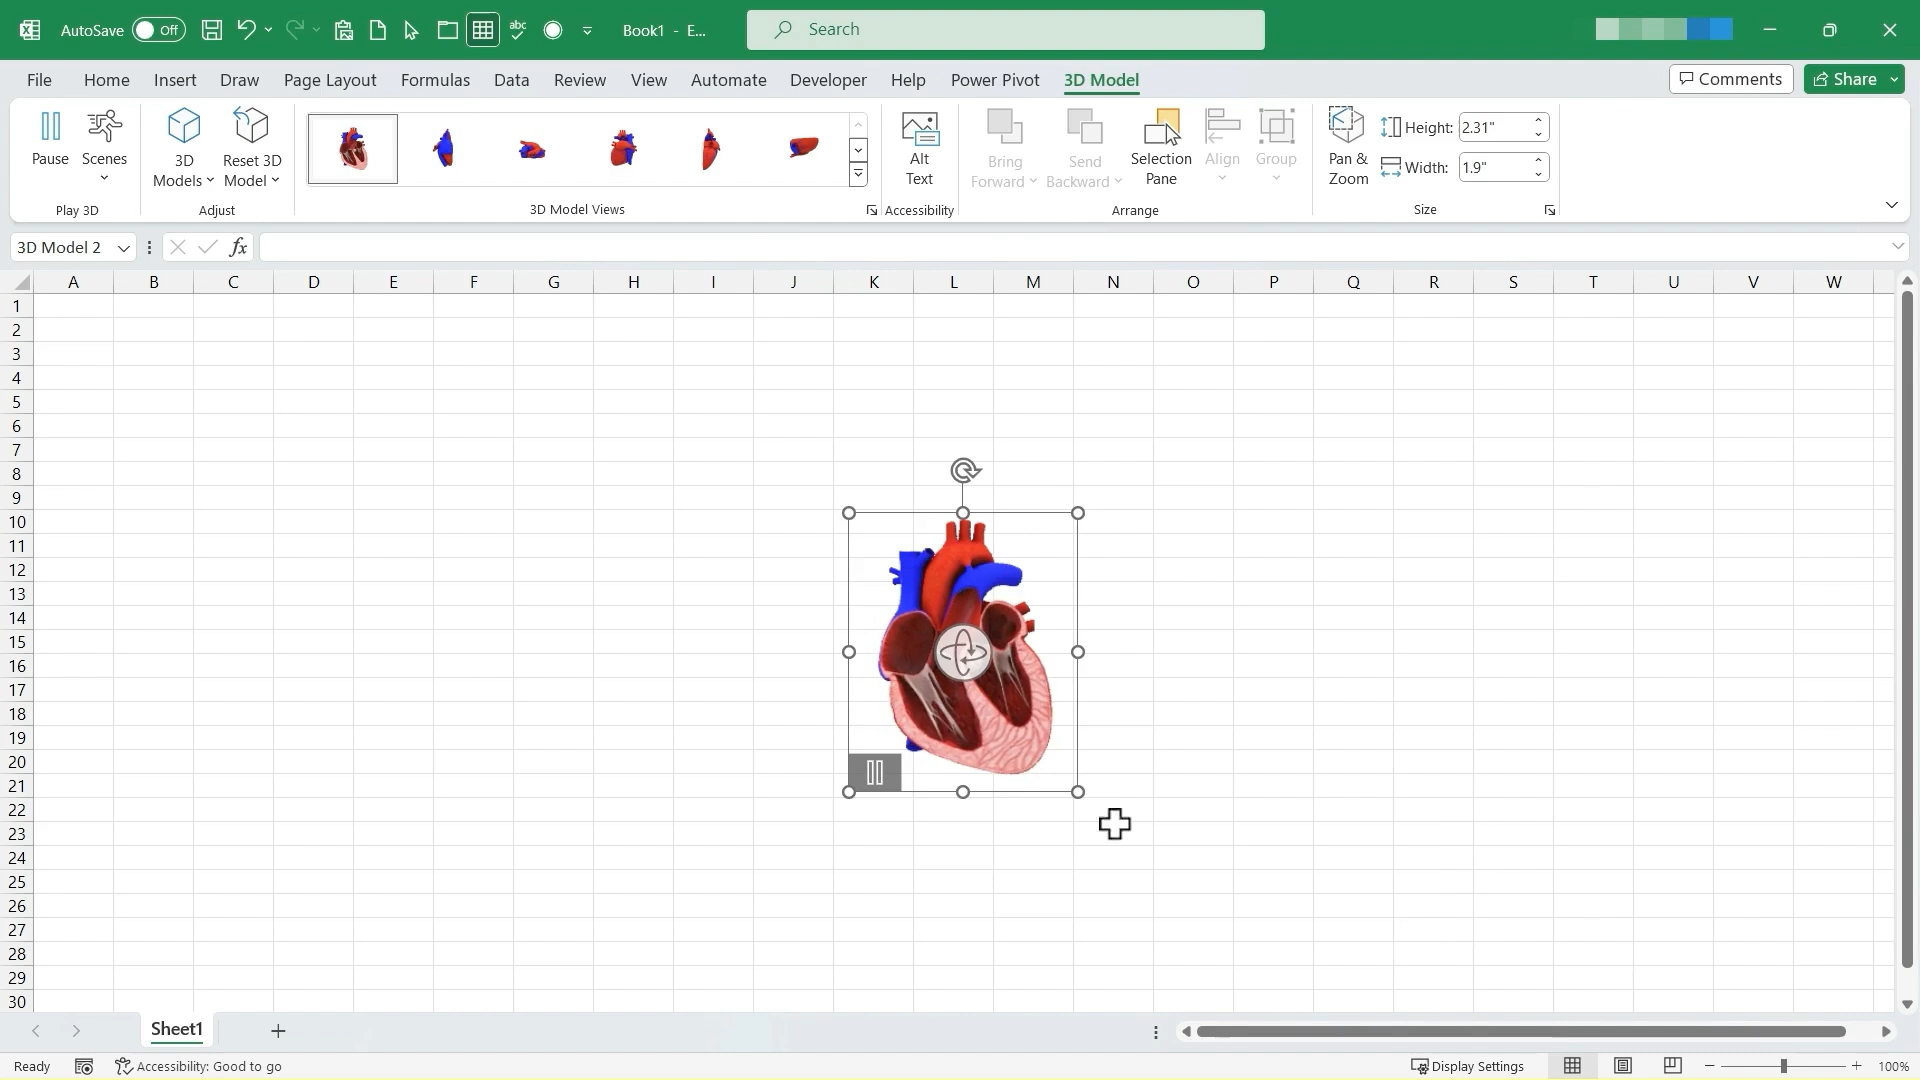 AutoSave Off Book1 - E... Search
File Home Insert Draw Page Layout Formulas Data Review View Automate Developer Help Power Pivot 3D Model Comments Share
Pause Scenes
Play 3D
3D Models Reset 3D Model
Adjust
3D Model Views
Alt Text
Accessibility
Bring Forward Send Backward Selection Pane Align Group
Arrange
Pan & Zoom
Height: 2.31"
Width: 1.9"
Size
3D Model 2 fx
A B C D E F G H I J K L M N O P Q R S T U V W
1
2
3
4
5
6
7
8
9
10
11
12
13
14
15
16
17
18
19
20
21
22
23
24
25
26
27
28
29
30
Sheet1
Ready Accessibility: Good to go Display Settings 100%